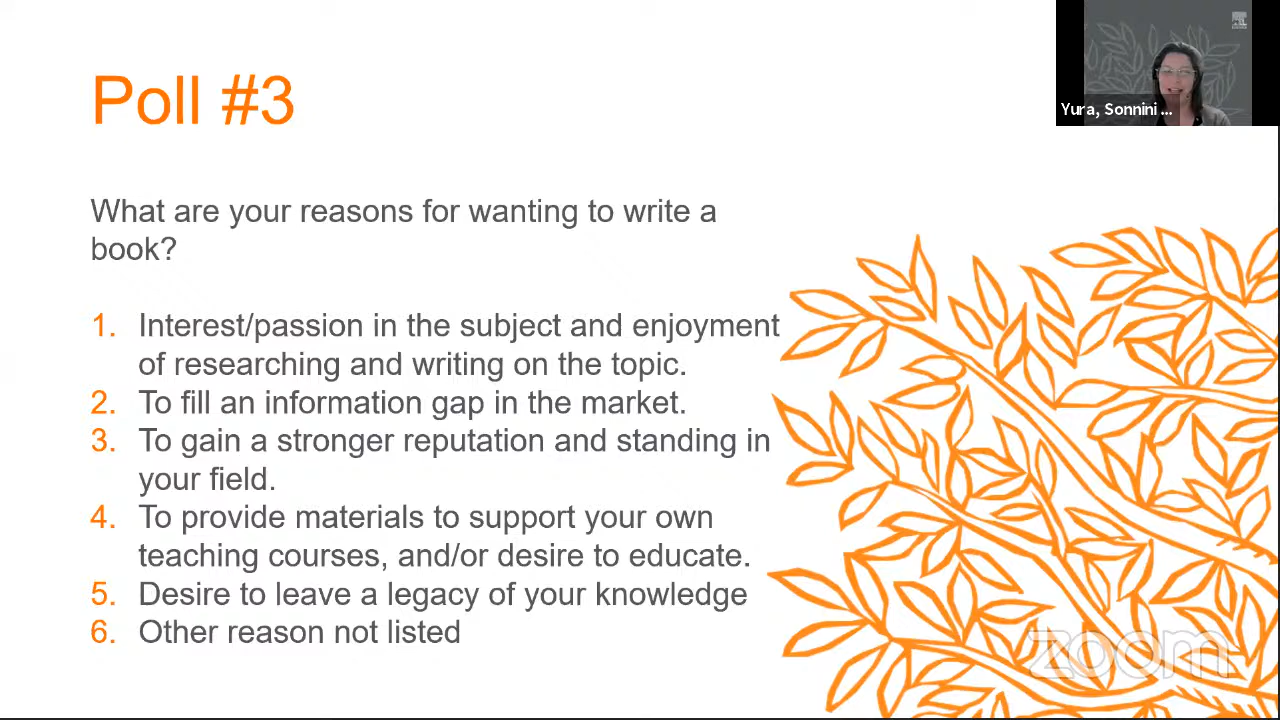 Poll #3
Yura, Sonnini ...
What are your reasons for wanting to write a
book?
1. Interest/passion in the subject and enjoyment
of researching and writing on the topic.
2. To fill an information gap in the market.
3. To gain a stronger reputation and standing in
your field.
4. To provide materials to support your own
teaching courses, and/or desire to educate.
5. Desire to leave a legacy of your knowledge
6. Other reason not listed
zoom